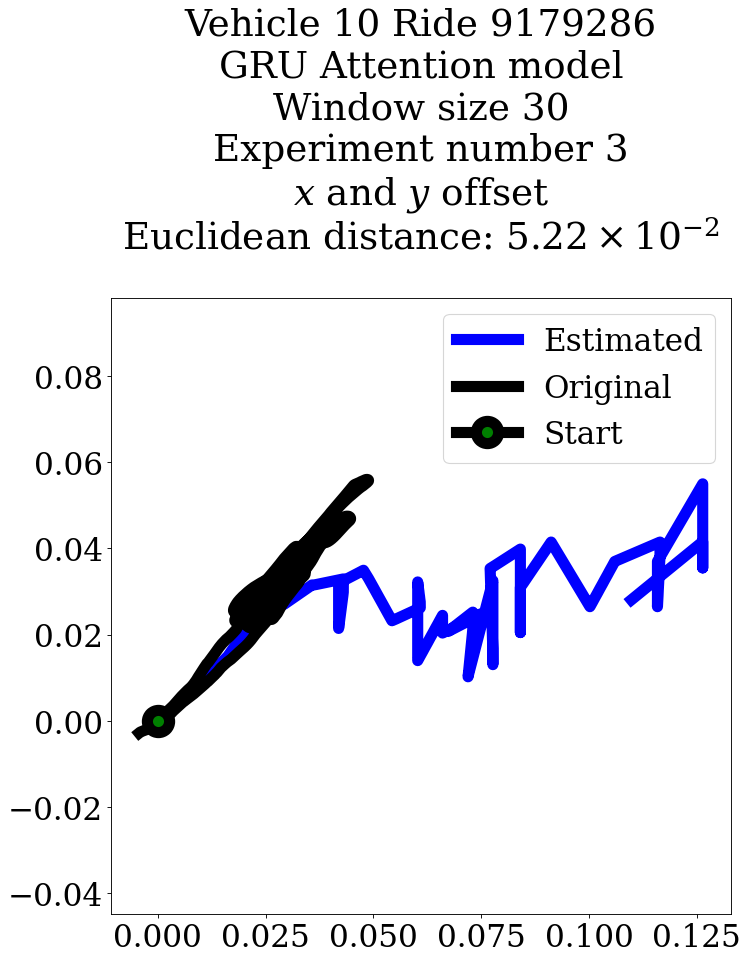 Vehicle 10 Ride 9179286
GRU Attention model
Window size 30
Experiment number 3
x and y offset
Euclidean distance: 5.22 × 10⁻²
Estimated
Original
Start
0.08
0.06
0.04
0.02
0.00
−0.02
−0.04
0.000 0.025 0.050 0.075 0.100 0.125